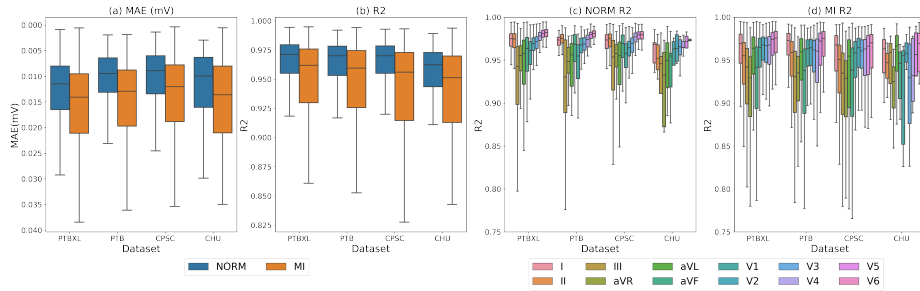 (a) MAE (mV)
0.000
0.005
0.010
0.015
0.020
0.025
0.030
0.035
0.040
MAE(mV)
PTBXL PTB CPSC CHU
Dataset
(b) R2
1.000
0.975
0.950
0.925
0.900
0.875
0.850
0.825
R2
PTBXL PTB CPSC CHU
Dataset
NORM MI
(c) NORM R2
1.00
0.95
0.90
0.85
0.80
0.75
R2
PTBXL PTB CPSC CHU
Dataset
(d) MI R2
1.00
0.95
0.90
0.85
0.80
0.75
R2
PTBXL PTB CPSC CHU
Dataset
I III aVL V1 V3 V5
II aVR aVF V2 V4 V6